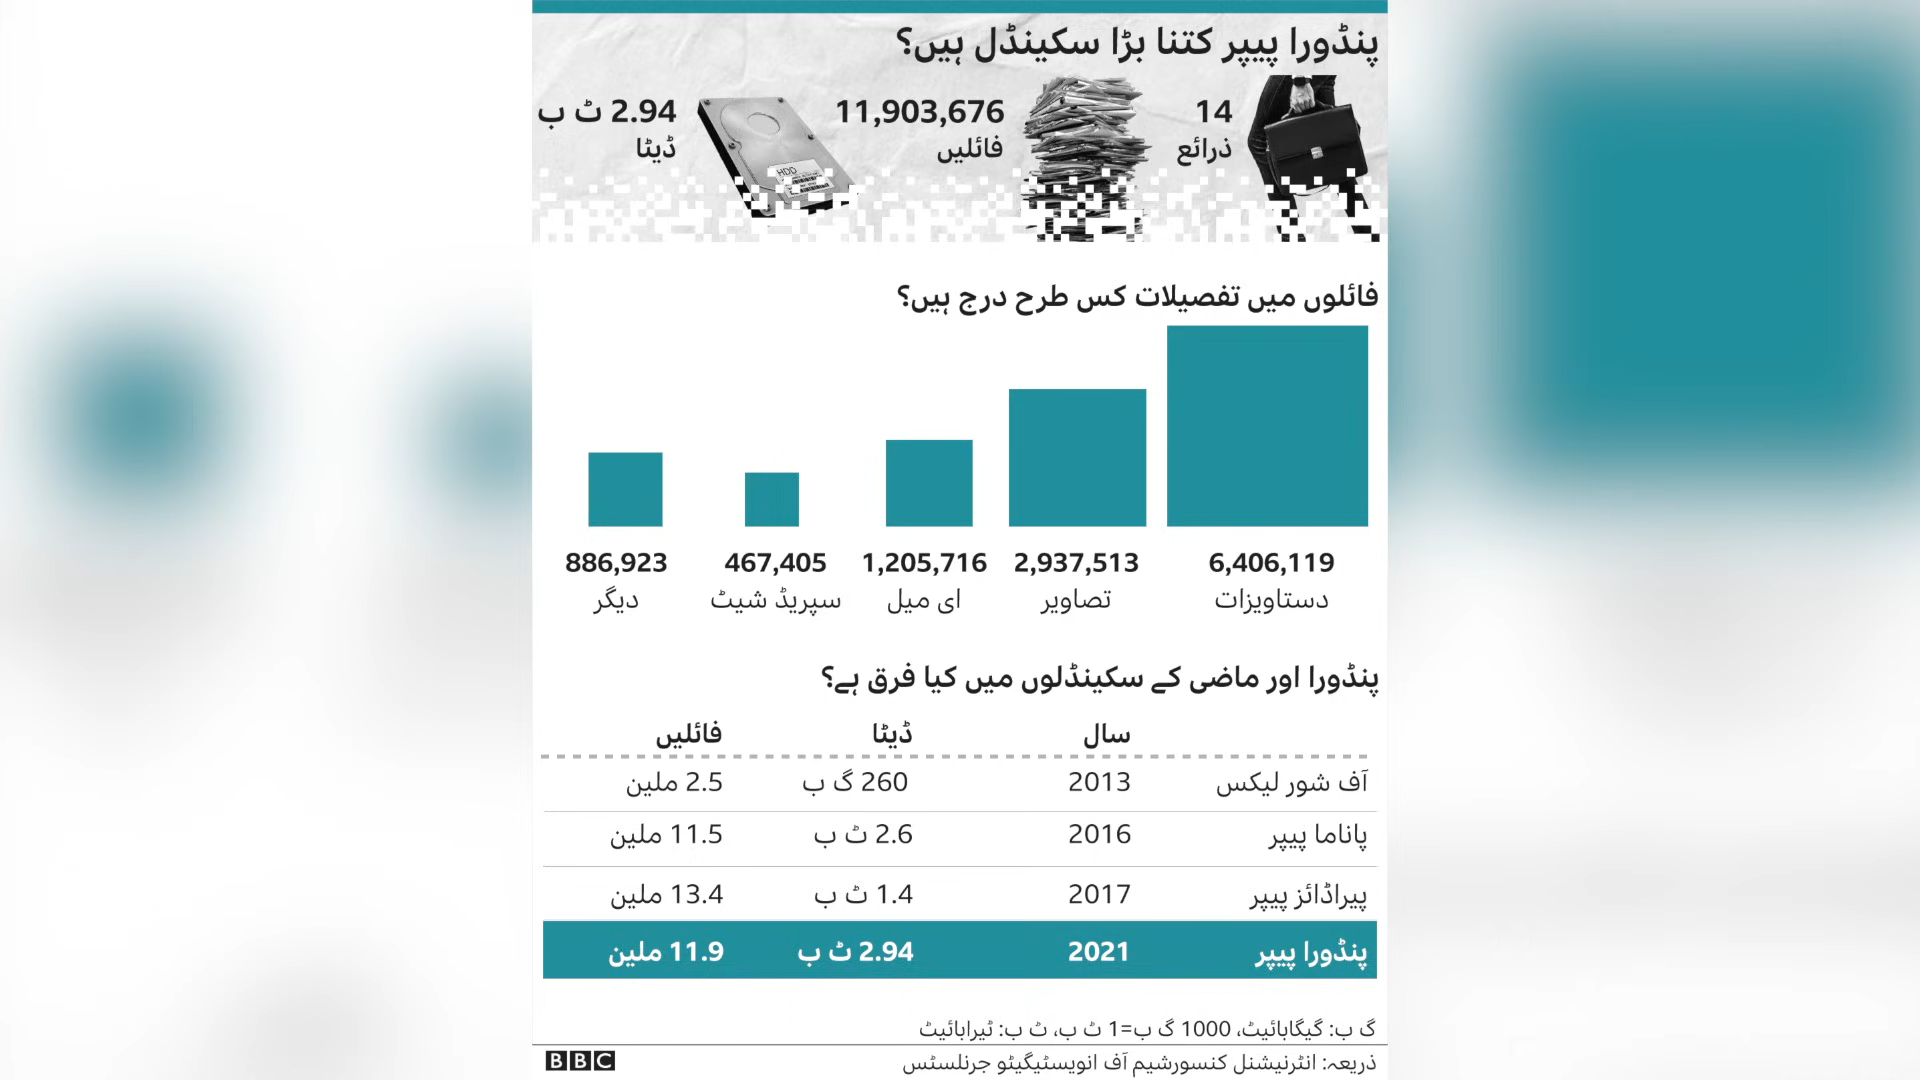 پنڈورا پیپر کتنا بڑا سکینڈل ہیں؟
14
ذرائع
11,903,676
فائلیں
2.94 ٹ ب
ڈیٹا
HDD
فائلوں میں تفصیلات کس طرح درج ہیں؟
6,406,119
دستاویزات
2,937,513
تصاویر
1,205,716
ای میل
467,405
سپریڈ شیٹ
886,923
دیگر
پنڈورا اور ماضی کے سکینڈلوں میں کیا فرق ہے؟
سال ڈیٹا فائلیں
آف شور لیکس 2013 260 گ ب 2.5 ملین
پاناما پیپر 2016 2.6 ٹ ب 11.5 ملین
پیراڈائز پیپر 2017 1.4 ٹ ب 13.4 ملین
پنڈورا پیپر 2021 2.94 ٹ ب 11.9 ملین
گ ب: گیگابائیٹ، 1000 گ ب=1 ٹ ب، ٹ ب: ٹیرابائیٹ
ذریعہ: انٹرنیشنل کنسورشیم آف انویسٹیگیٹو جرنلسٹس
BBC